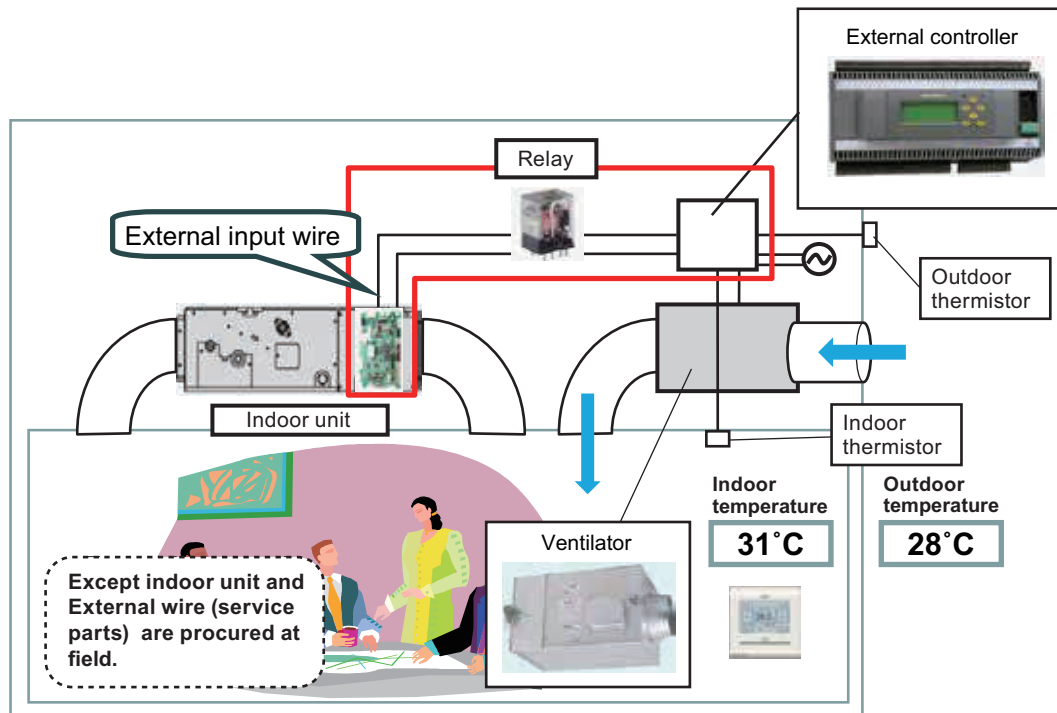 External controller
Relay
External input wire
Outdoor
thermistor
Indoor unit
Indoor
thermistor
Indoor
temperature
Outdoor
temperature
31˚C
28˚C
Ventilator
Except indoor unit and
External wire (service
parts) are procured at
field.